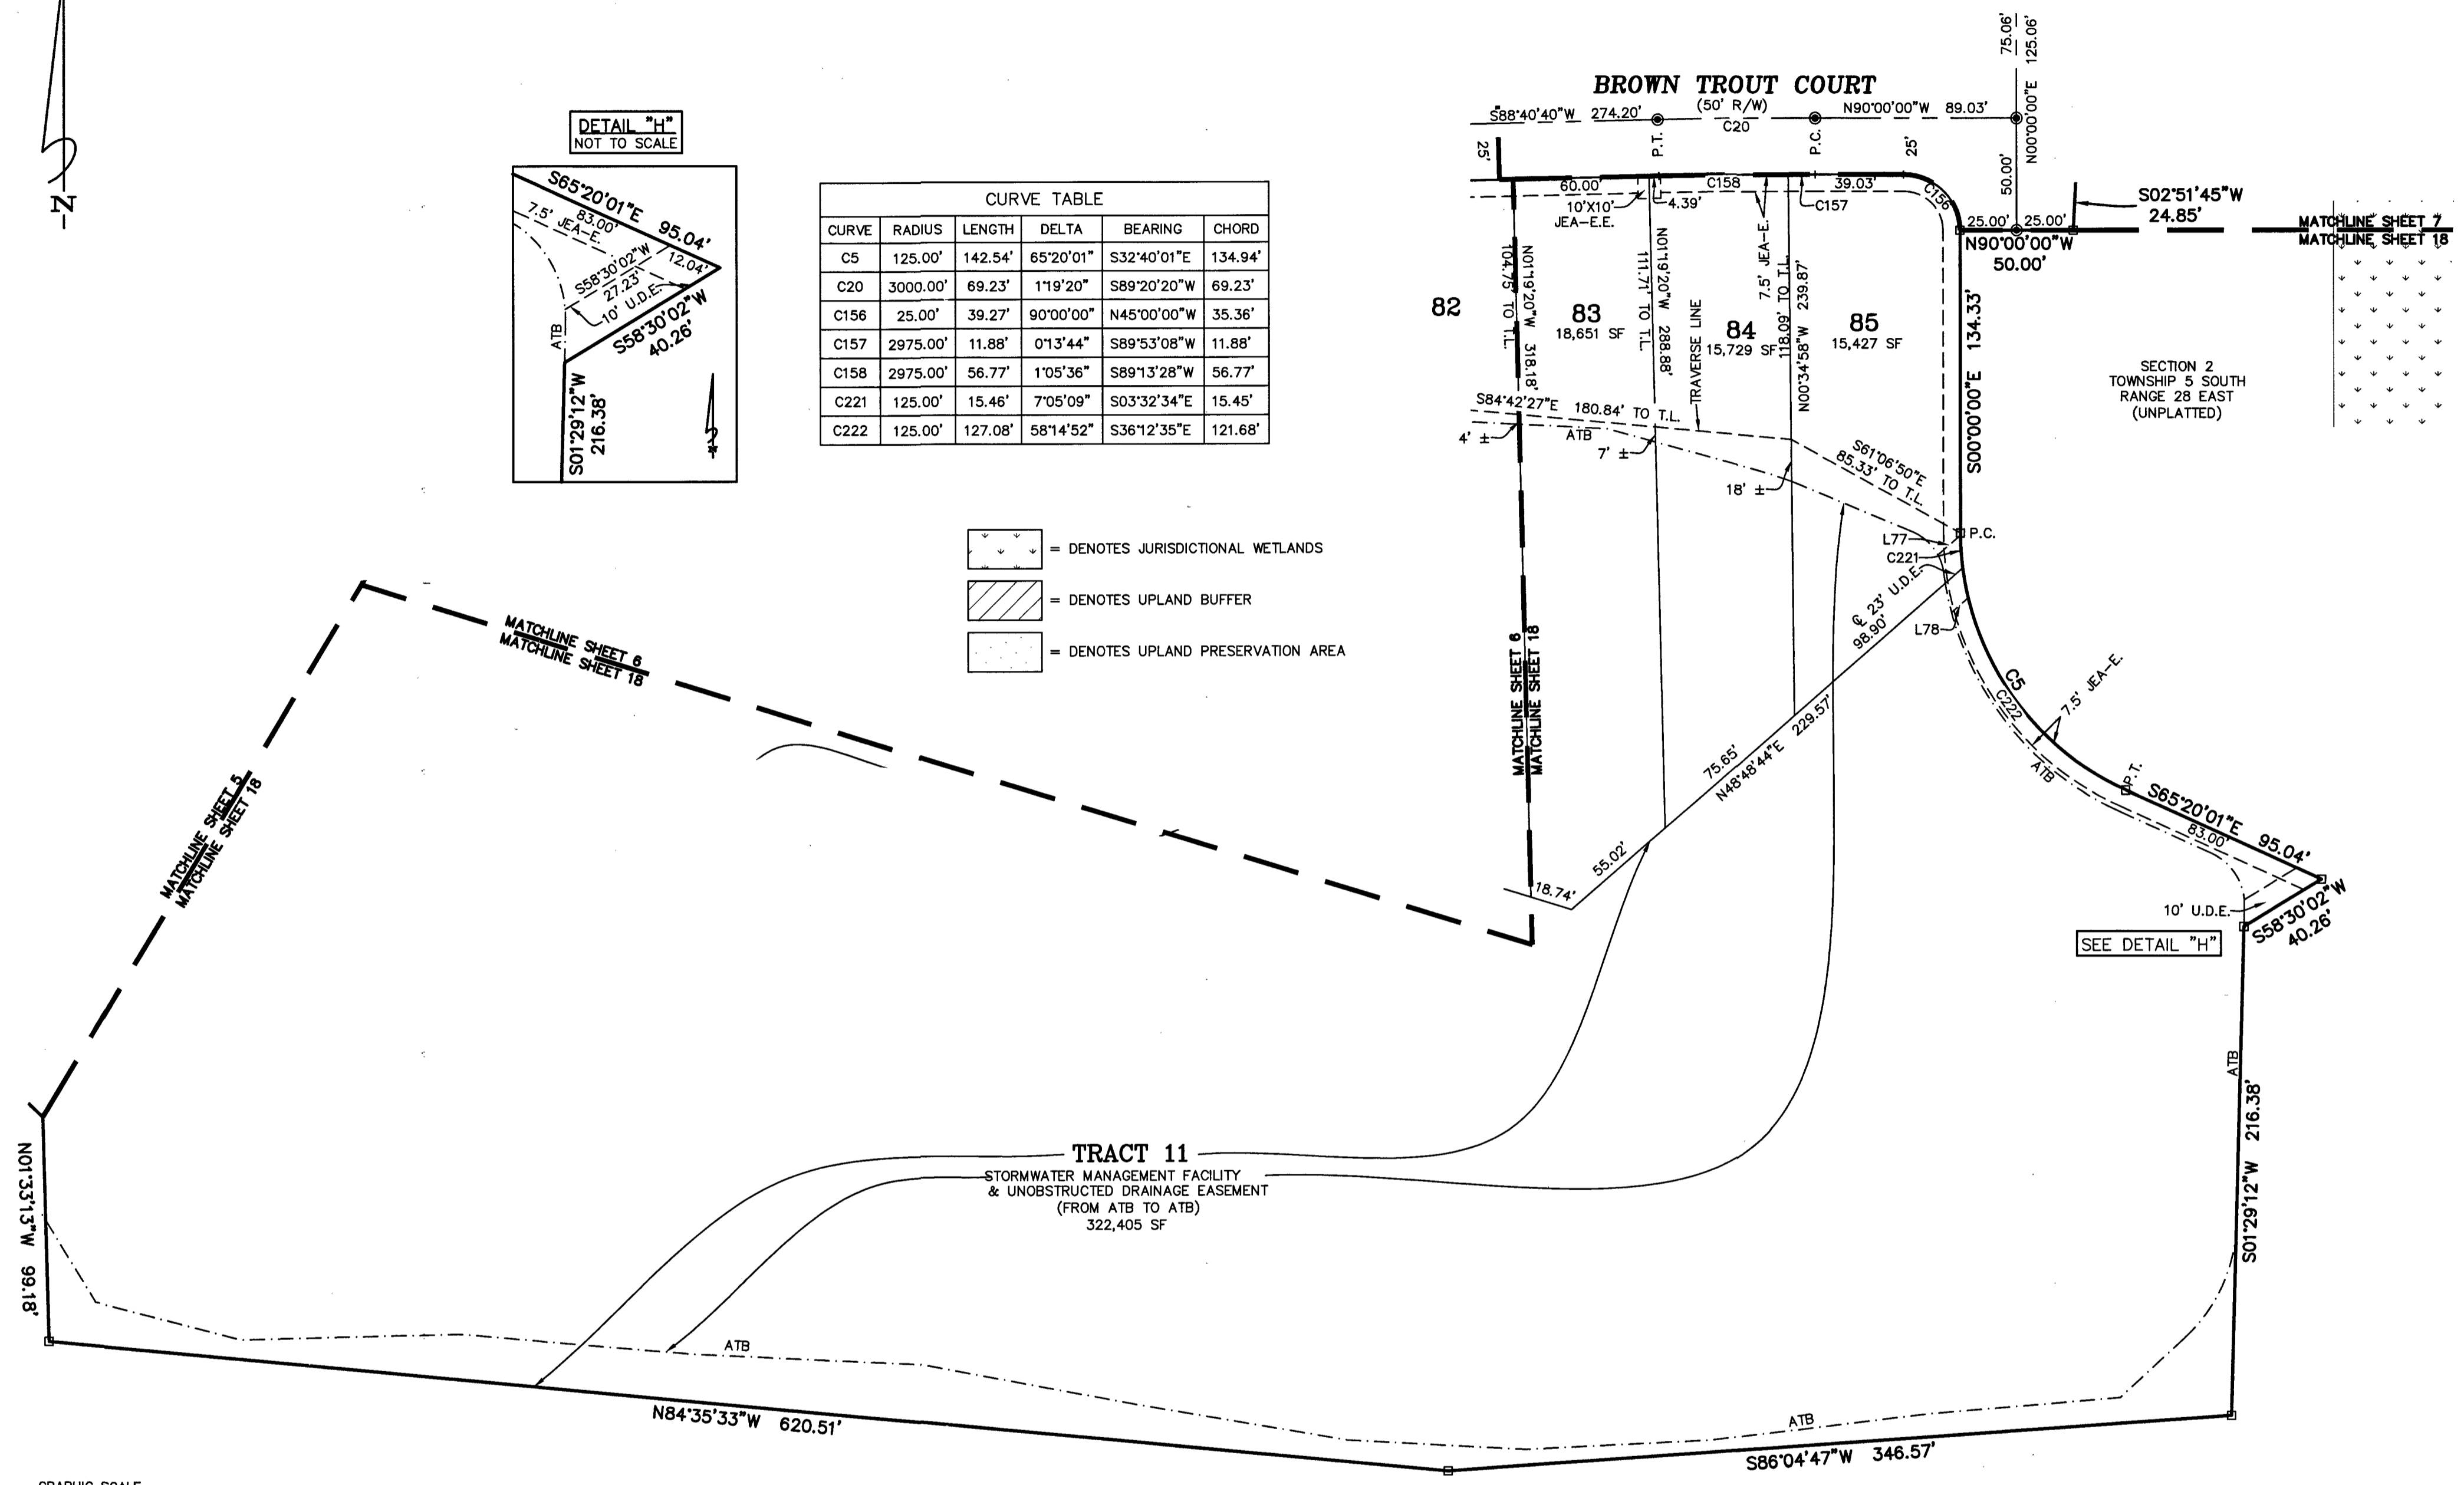 N
DETAIL "H"
NOT TO SCALE
S65°20'01"E 95.04'
83.00'
7.5' JEA-E.
S58°30'02"W
27.23'
12.04'
10' U.D.E.
ATB
S58°30'02"W
40.26'
S01°29'12"W
216.38'
CURVE TABLE
CURVE RADIUS LENGTH DELTA BEARING CHORD
C5 125.00' 142.54' 65°20'01" S32°40'01"E 134.94'
C20 3000.00' 69.23' 1°19'20" S89°20'20"W 69.23'
C156 25.00' 39.27' 90°00'00" N45°00'00"W 35.36'
C157 2975.00' 11.88' 0°13'44" S89°53'08"W 11.88'
C158 2975.00' 56.77' 1°05'36" S89°13'28"W 56.77'
C221 125.00' 15.46' 7°05'09" S03°32'34"E 15.45'
C222 125.00' 127.08' 58°14'52" S36°12'35"E 121.68'
= DENOTES JURISDICTIONAL WETLANDS
= DENOTES UPLAND BUFFER
= DENOTES UPLAND PRESERVATION AREA
BROWN TROUT COURT
(50' R/W)
S88°40'40"W 274.20'
C20
N90°00'00"W 89.03'
P.T.
P.C.
25'
25'
75.06'
N00°00'00"E 125.06'
50.00'
60.00'
C158
39.03'
C156
10'X10'
JEA-E.E.
4.39'
C157
25.00' 25.00'
N90°00'00"W
50.00'
S02°51'45"W
24.85'
MATCHLINE SHEET 7
MATCHLINE SHEET 18
82
83
18,651 SF
84
15,729 SF
85
15,427 SF
104.75' TO T.L.
N01°19'20"W 318.18'
111.71' TO T.L.
N01°19'20"W 288.88'
TRAVERSE LINE
7.5' JEA-E.
118.09' TO T.L.
N00°34'58"W 239.87'
S00°00'00"E 134.33'
SECTION 2
TOWNSHIP 5 SOUTH
RANGE 28 EAST
(UNPLATTED)
S84°42'27"E 180.84' TO T.L.
4' ±
ATB
7' ±
18' ±
S61°06'50"E
85.33' TO T.L.
P.C.
L77
C221
℄ 23' U.D.E.
98.90'
L78
C5
C222
7.5' JEA-E.
ATB
P.T.
S65°20'01"E 95.04'
83.00'
10' U.D.E.
S58°30'02"W
40.26'
SEE DETAIL "H"
MATCHLINE SHEET 6
MATCHLINE SHEET 18
75.65'
N48°48'44"E 229.57'
55.02'
18.74'
MATCHLINE SHEET 6
MATCHLINE SHEET 18
MATCHLINE SHEET 5
MATCHLINE SHEET 18
ATB
S01°29'12"W 216.38'
TRACT 11
STORMWATER MANAGEMENT FACILITY
& UNOBSTRUCTED DRAINAGE EASEMENT
(FROM ATB TO ATB)
322,405 SF
N01°33'13"W 99.18'
ATB
N84°35'33"W 620.51'
ATB
S86°04'47"W 346.57'
GRAPHIC SCALE